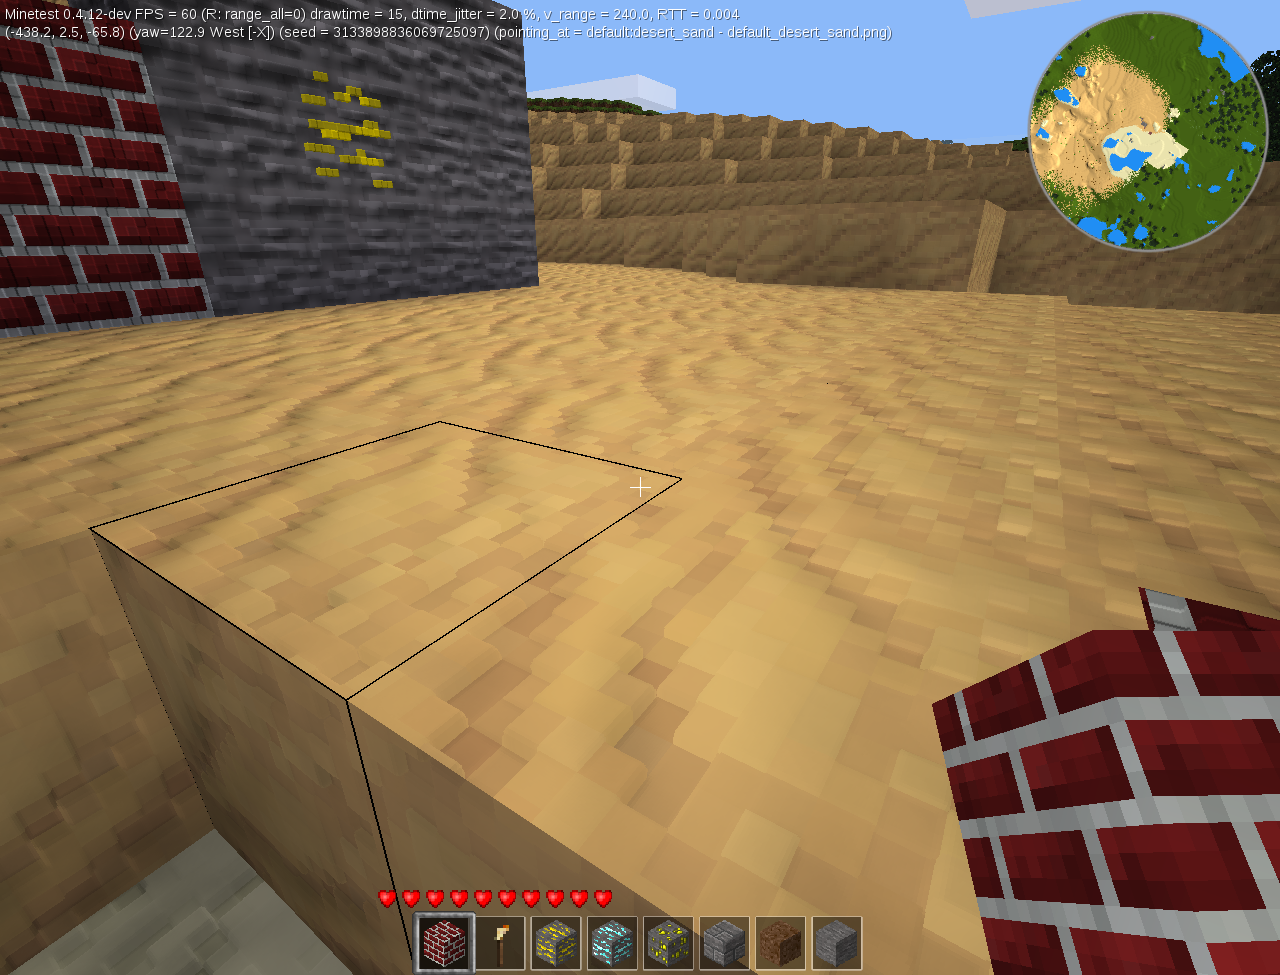 Minetest 0.4.12-dev FPS = 60 (R: range_all=0) drawtime = 15, dtime_jitter = 2.0 %, v_range = 240.0, RTT = 0.004
(-438.2, 2.5, -65.8) (yaw=122.9 West [-X]) (seed = 3133898836069725097) (pointing_at = default:desert_sand - default_desert_sand.png)